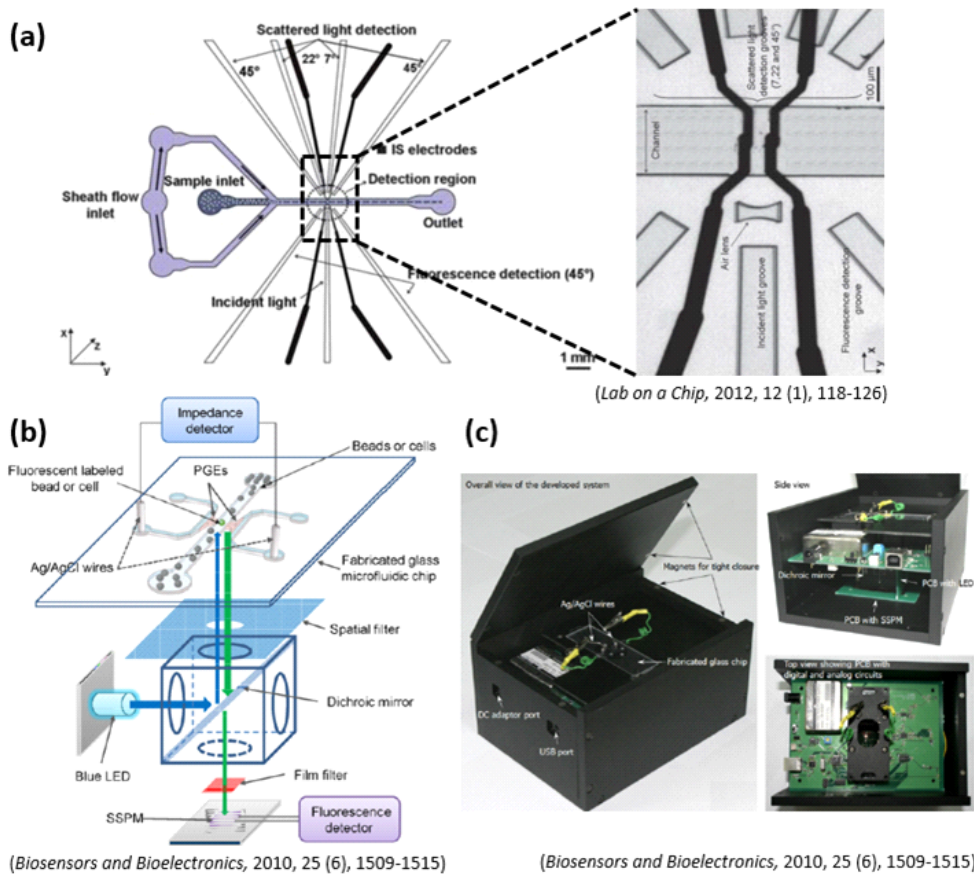 (a)
Scattered light detection
45°
22° 7°
45°
IS electrodes
Sample inlet
Detection region
Sheath flow
inlet
Outlet
Fluorescence detection (45°)
Incident light
x
z
y
1 mm
Scattered light
detection grooves
(7,22 and 45°)
100 µm
Channel
Air lens
Incident light groove
Fluorescence detection
groove
x
y
(Lab on a Chip, 2012, 12 (1), 118-126)
(b)
Impedance
detector
Beads or cells
Fluorescent labeled
bead or cell
PGEs
Ag/AgCl wires
Fabricated glass
microfluidic chip
Spatial filter
Dichroic mirror
Blue LED
Film filter
SSPM
Fluorescence
detector
(Biosensors and Bioelectronics, 2010, 25 (6), 1509-1515)
(c)
Overall view of the developed system
Magnets for tight closure
Ag/AgCl wires
Fabricated glass chip
DC adaptor port
USB port
Side view
Dichroic mirror
PCB with LED
PCB with SSPM
Top view showing PCB with
digital and analog circuits
(Biosensors and Bioelectronics, 2010, 25 (6), 1509-1515)